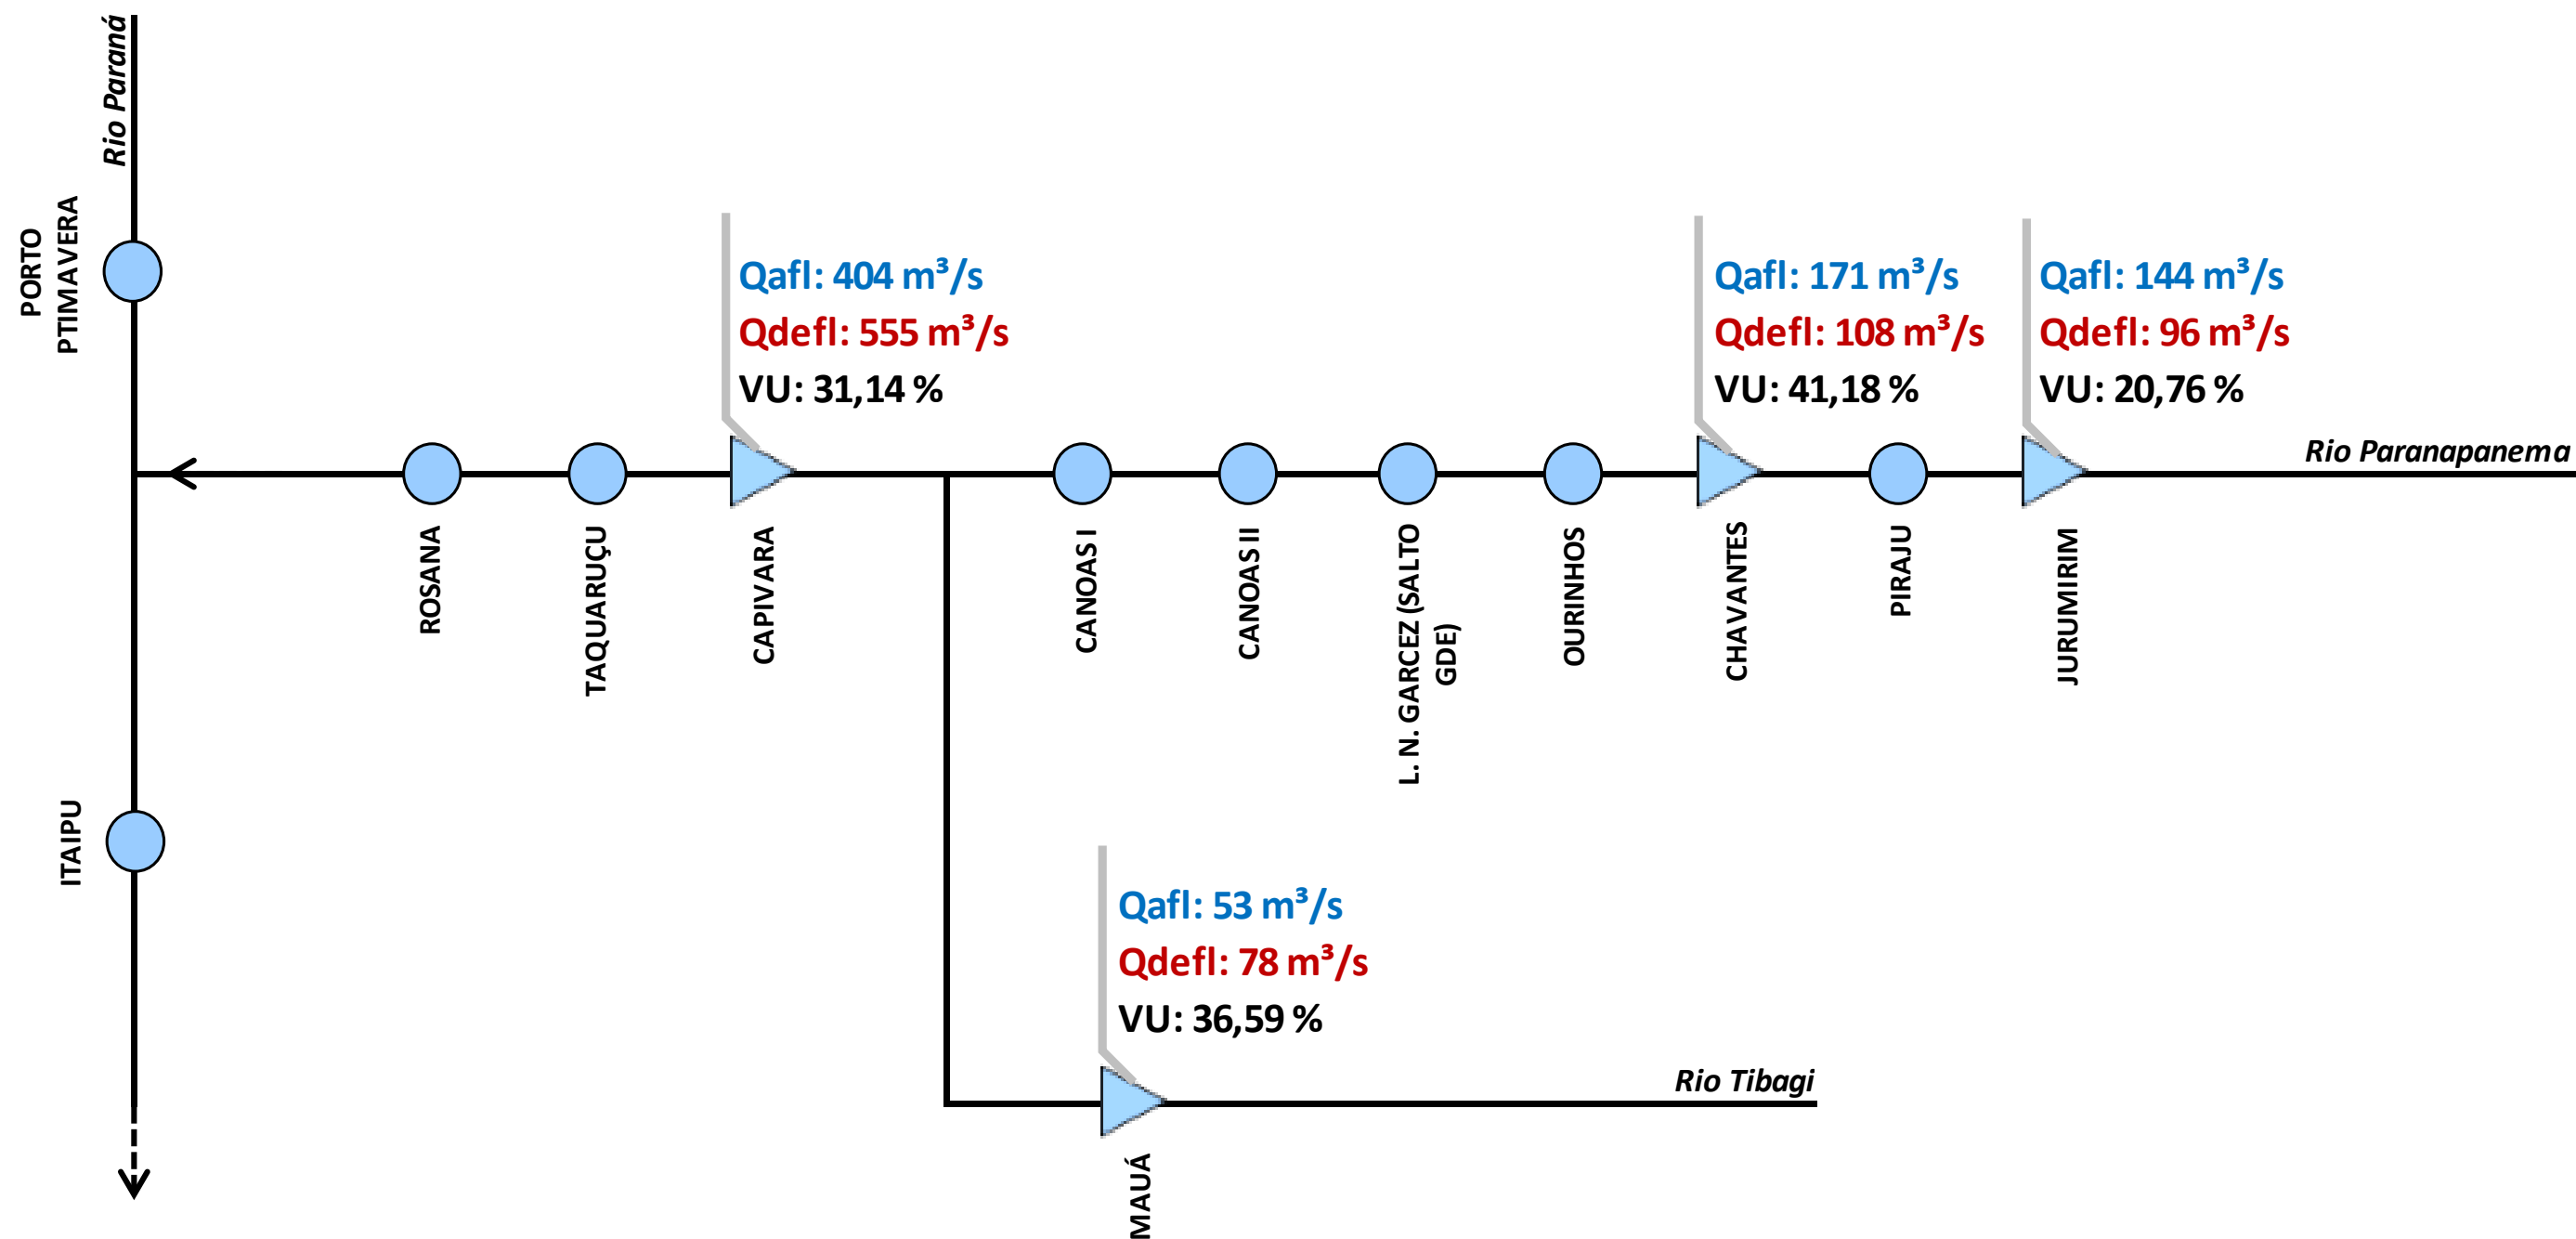 Rio Paraná
PORTO
PTIMAVERA
Qafl: 404 m³/s
Qdefl: 555 m³/s
VU: 31,14 %
Qafl: 171 m³/s
Qdefl: 108 m³/s
VU: 41,18 %
Qafl: 144 m³/s
Qdefl: 96 m³/s
VU: 20,76 %
Rio Paranapanema
ROSANA
TAQUARUÇU
CAPIVARA
CANOAS I
CANOAS II
L. N. GARCEZ (SALTO
GDE)
OURINHOS
CHAVANTES
PIRAJU
JURUMIRIM
ITAIPU
Qafl: 53 m³/s
Qdefl: 78 m³/s
VU: 36,59 %
Rio Tibagi
MAUÁ